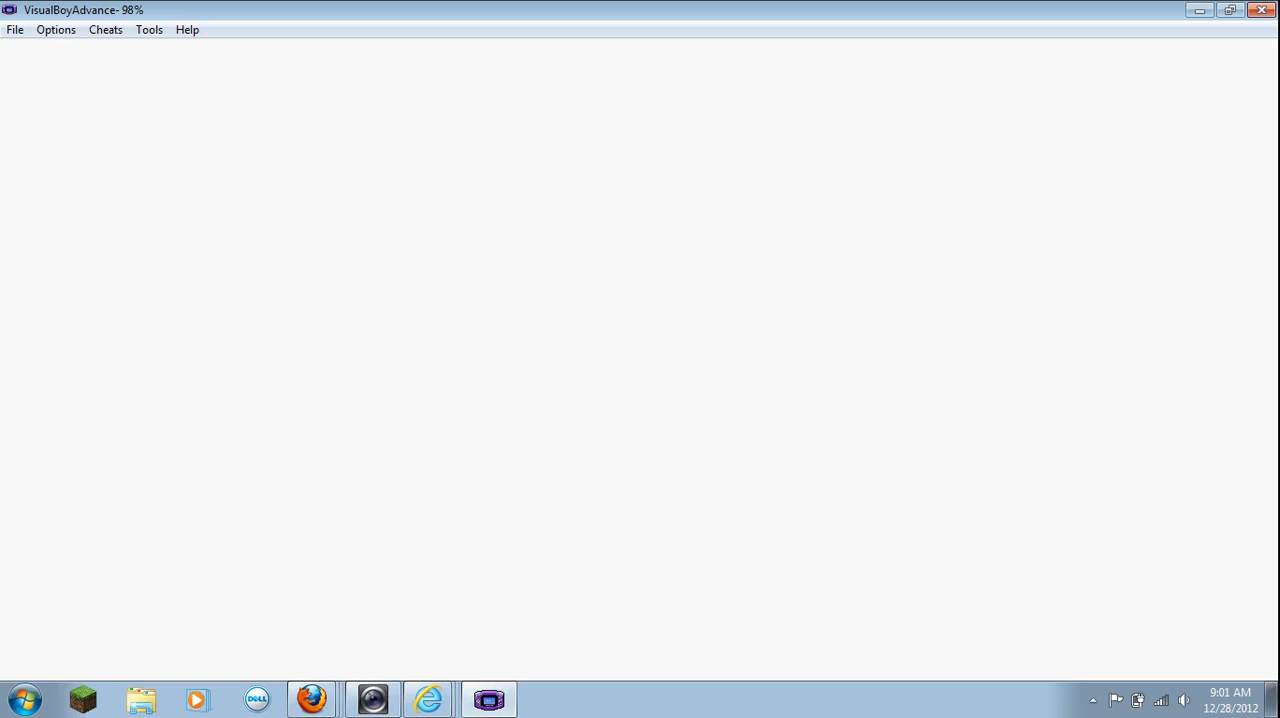 VisualBoyAdvance- 98%
File Options Cheats Tools Help
DELL
9:01 AM
12/28/2012